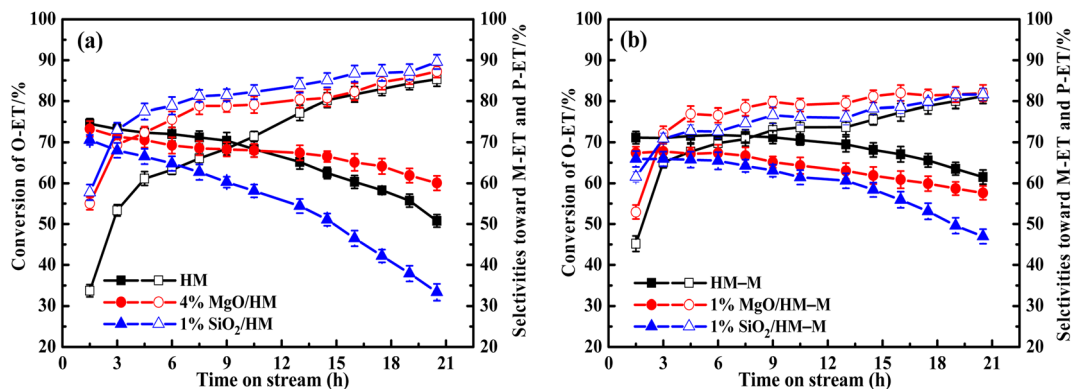 (a)
Conversion of O-ET/%
100
90
80
70
60
50
40
30
20
HM
4% MgO/HM
1% SiO₂/HM
0 3 6 9 12 15 18 21
Time on stream (h)
100
90
80
70
60
50
40
30
20
Selctivities toward M-ET and P-ET/%
(b)
Conversion of O-ET/%
100
90
80
70
60
50
40
30
20
HM–M
1% MgO/HM–M
1% SiO₂/HM–M
0 3 6 9 12 15 18 21
Time on stream (h)
100
90
80
70
60
50
40
30
20
Selctivities toward M-ET and P-ET/%